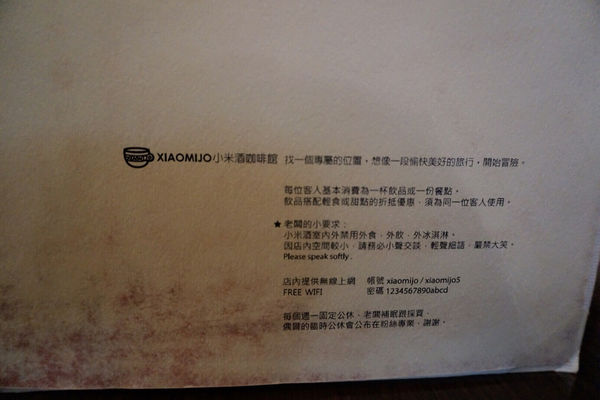 XIAOMIJO小米酒咖啡館 找一個專屬的位置，想像一段愉快美好的旅行，開始冒險。
每位客人基本消費為一杯飲品或一份餐點。
飲品搭配輕食或甜點的折抵優惠，須為同一位客人使用。
★ 老闆的小要求：
小米酒室內外禁用外食、外飲、外冰淇淋。
因店內空間較小，請務必小聲交談，輕聲細語，嚴禁大笑。
Please speak softly.
店內提供無線上網 帳號 xiaomijo / xiaomijo5
FREE WIFI 密碼 1234567890abcd
每個週一固定公休，老闆補眠跟採買，
偶爾的臨時公休會公布在粉絲專業，謝謝。